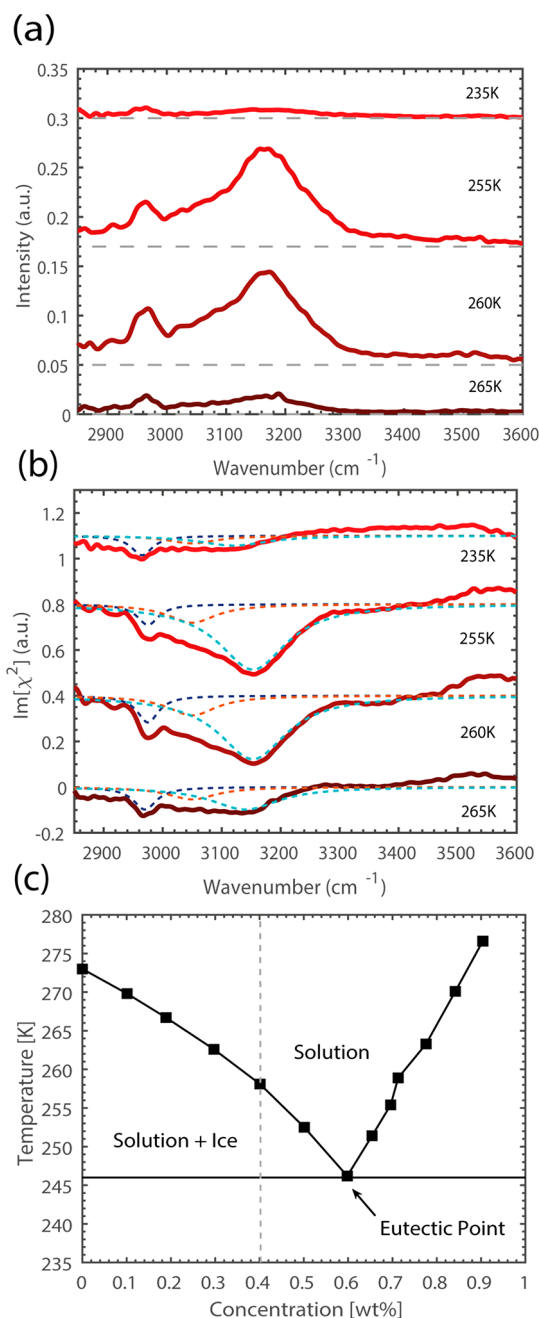 (a)
0.35
0.3
0.25
0.2
0.15
0.1
0.05
0
Intensity (a.u.)
235K
255K
260K
265K
2900 3000 3100 3200 3300 3400 3500 3600
Wavenumber (cm -1)
(b)
1.2
1
0.8
0.6
0.4
0.2
0
-0.2
Im[χ2] (a.u.)
235K
255K
260K
265K
2900 3000 3100 3200 3300 3400 3500 3600
Wavenumber (cm -1)
(c)
280
275
270
265
260
255
250
245
240
235
Temperature [K]
Solution
Solution + Ice
Eutectic Point
0 0.1 0.2 0.3 0.4 0.5 0.6 0.7 0.8 0.9 1
Concentration [wt%]